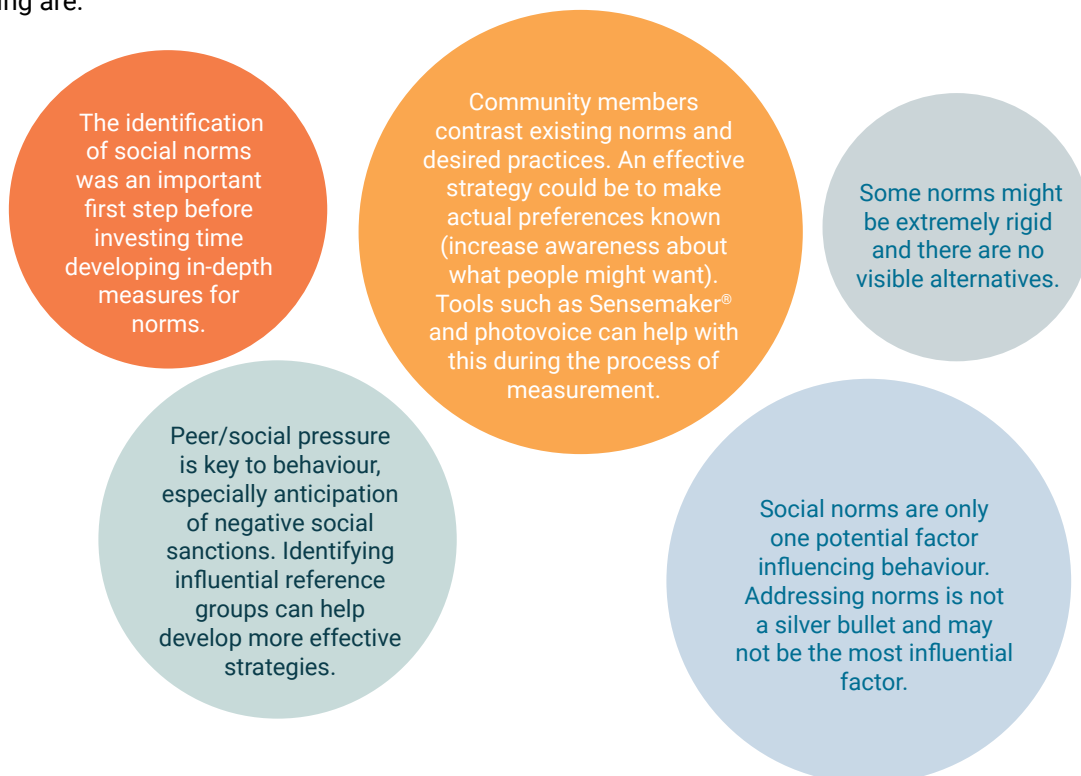 ing are:
The identification
of social norms
was an important
first step before
investing time
developing in-depth
measures for
norms.
Community members
contrast existing norms and
desired practices. An effective
strategy could be to make
actual preferences known
(increase awareness about
what people might want).
Tools such as Sensemaker®
and photovoice can help with
this during the process of
measurement.
Some norms might
be extremely rigid
and there are no
visible alternatives.
Peer/social pressure
is key to behaviour,
especially anticipation
of negative social
sanctions. Identifying
influential reference
groups can help
develop more effective
strategies.
Social norms are only
one potential factor
influencing behaviour.
Addressing norms is not
a silver bullet and may
not be the most influential
factor.